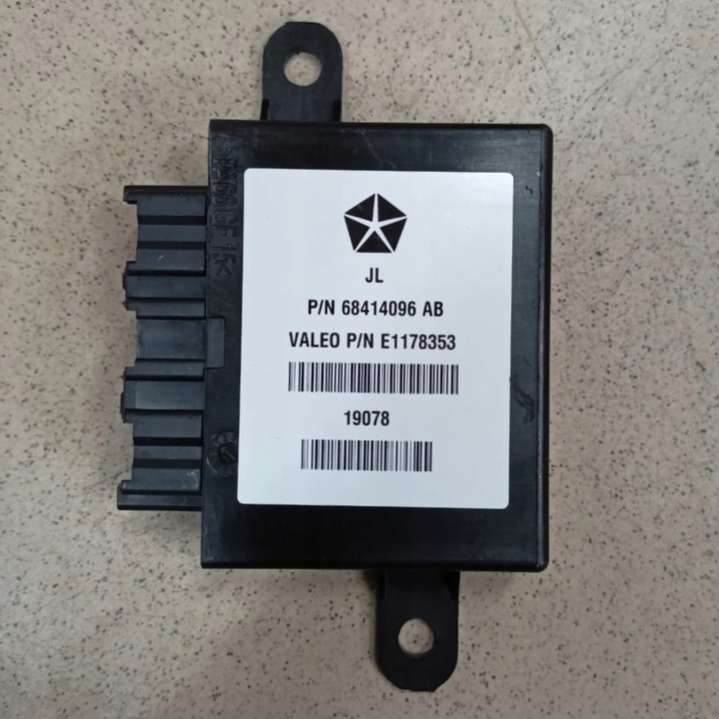 JL
P/N 68414096 AB
VALEO P/N E1178353
19078